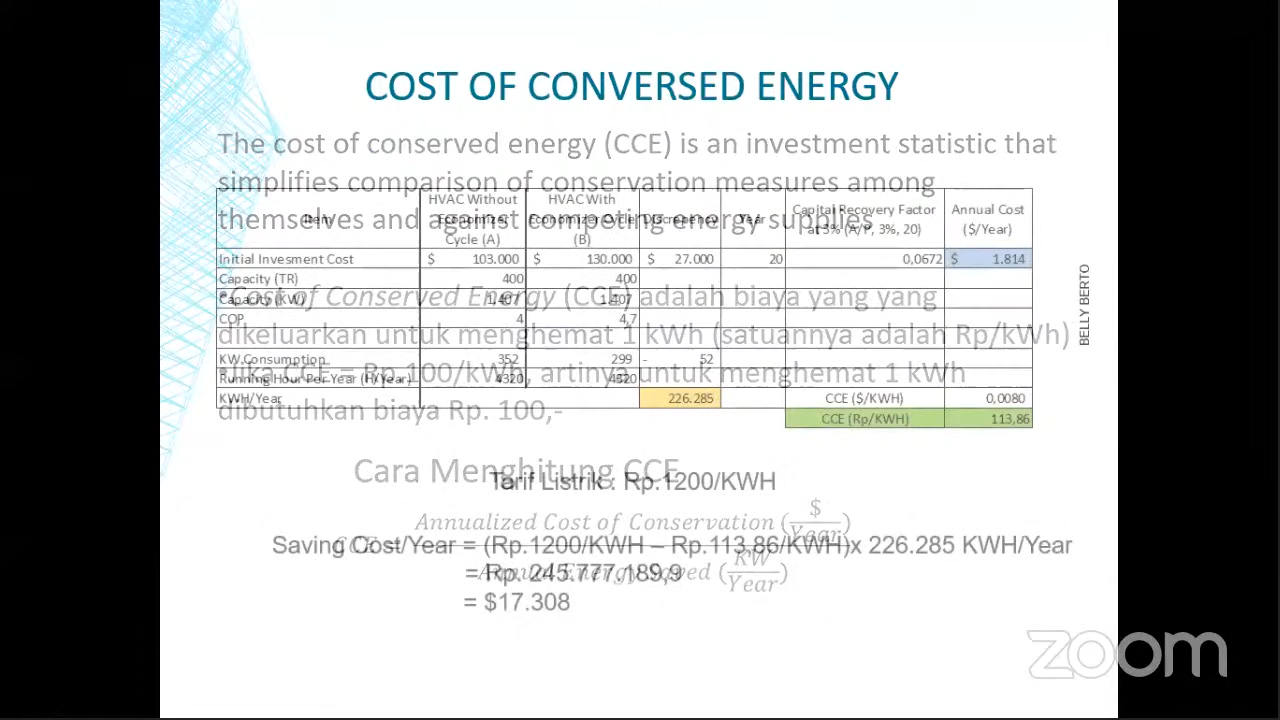 COST OF CONVERSED ENERGY
The cost of conserved energy (CCE) is an investment statistic that
simplifies comparison of conservation measures among
themselves and against competing energy supplies
Item HVAC Without Economizer Cycle (A) HVAC With Economizer Cycle (B) Discrepency Year Capital Recovery Factor at 3% (A/P, 3%, 20) Annual Cost ($/Year)
Initial Invesment Cost $ 103.000 $ 130.000 $ 27.000 20 0,0672 $ 1.814
Capacity (TR) 400 400
Capacity (KW) 1,407 1.407
COP 4 4,7
KW Consumption 352 299 - 52
Running Hour Per Year (H/Year) 4320 4320
KWH/Year 226.285 CCE ($/KWH) 0,0080
CCE (Rp/KWH) 113,86
•Cost of Conserved Energy (CCE) adalah biaya yang yang
dikeluarkan untuk menghemat 1 kWh (satuannya adalah Rp/kWh)
•Jika CCE = Rp 100/kWh, artinya untuk menghemat 1 kWh
dibutuhkan biaya Rp. 100,-
BELLY BERTO
Cara Menghitung CCE
Tarif Listrik : Rp.1200/KWH
CCE = Annualized Cost of Conservation ($/Year)
Annual Energy Saved (KW/Year)
Saving Cost/Year = (Rp.1200/KWH – Rp.113,86/KWH)x 226.285 KWH/Year
= Rp. 245.777.189,9
= $17.308
zoom